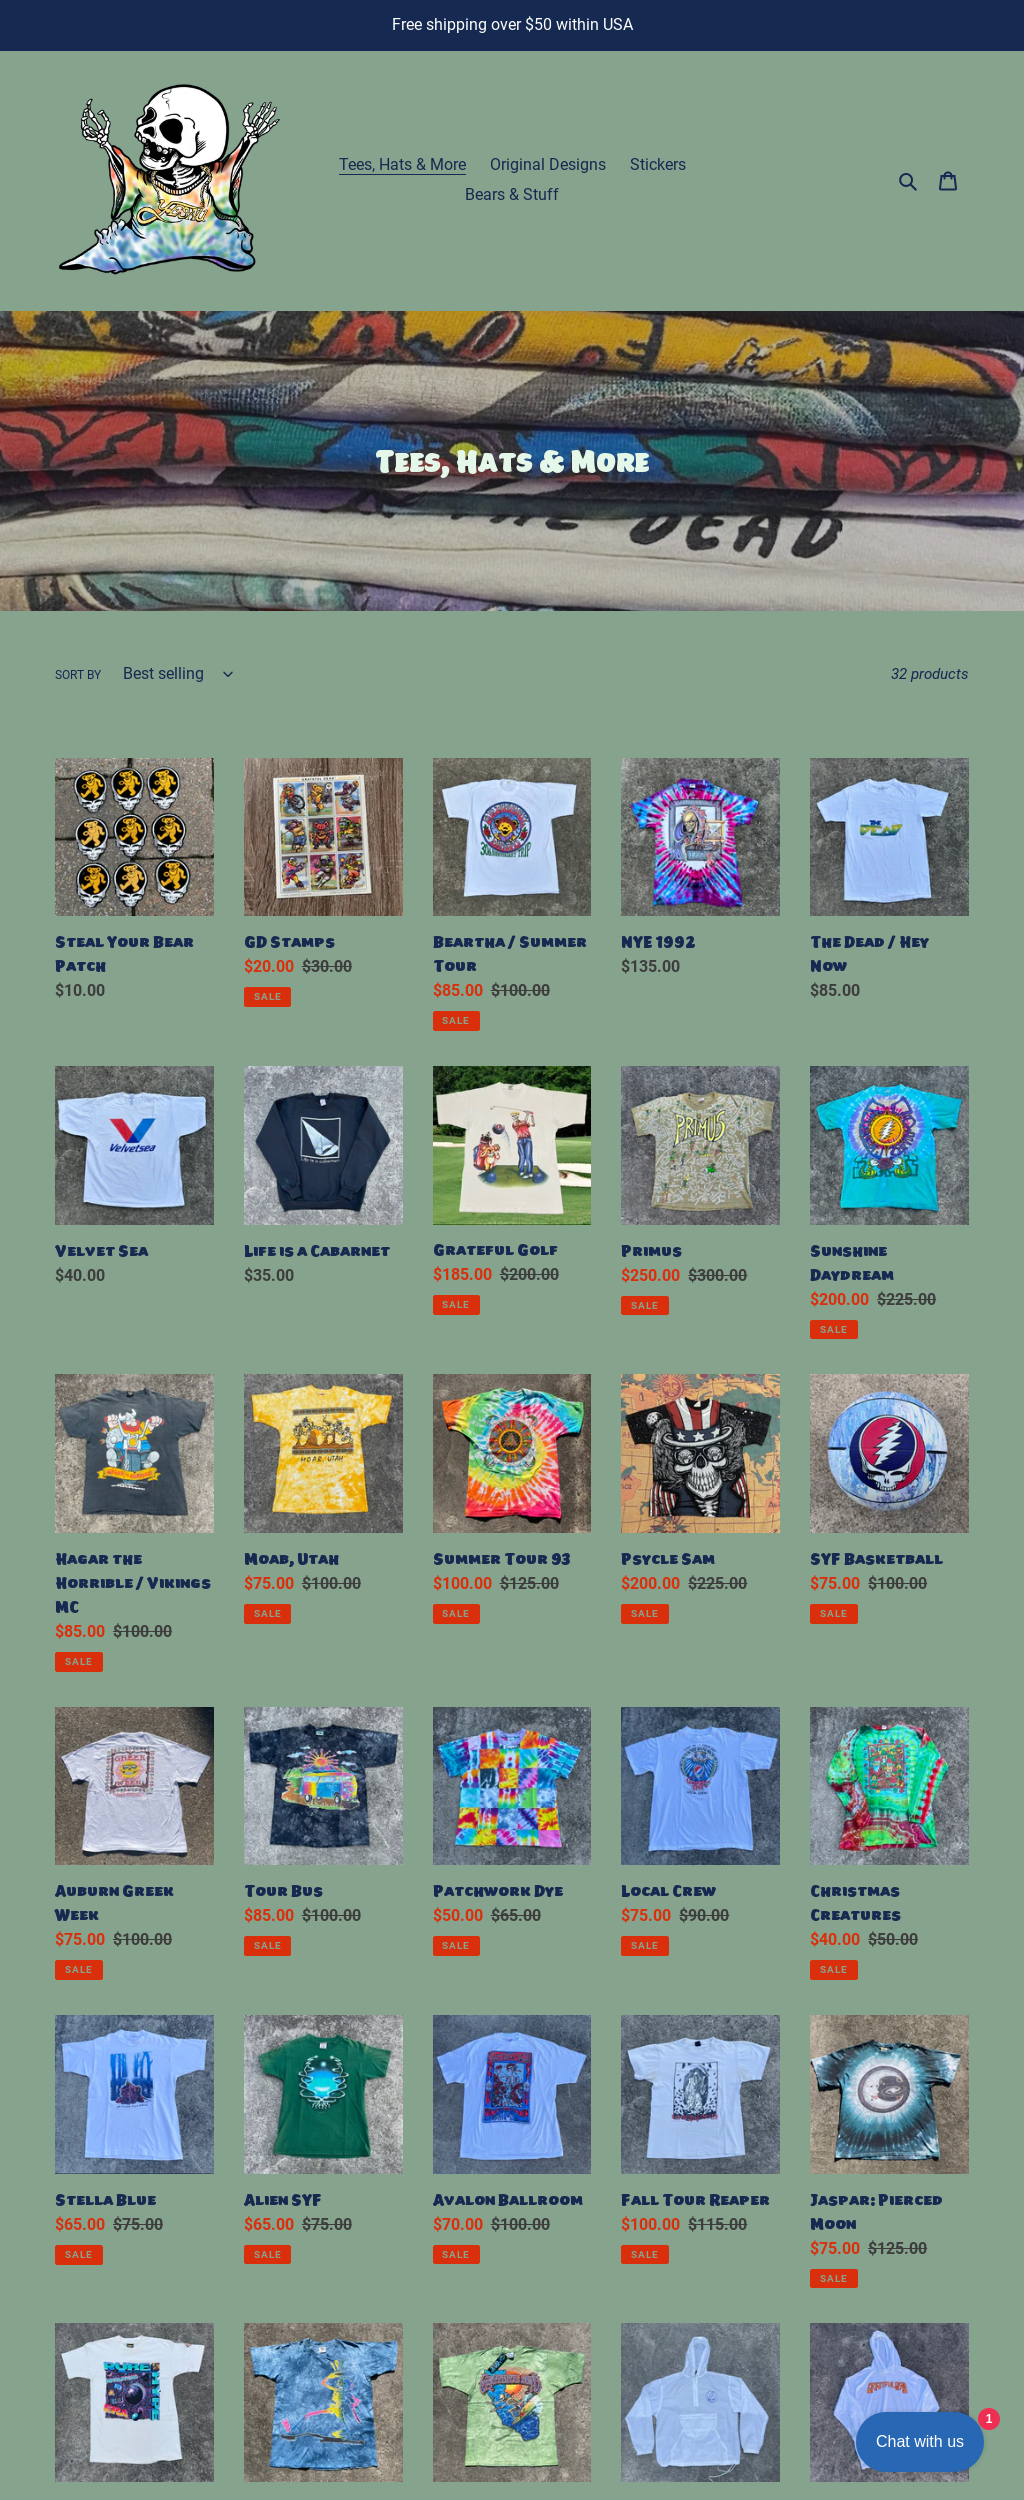 Free shipping over $50 within USA
Yeshu
Tees, Hats & More
Original Designs
Stickers
Bears & Stuff
Tees, Hats & More
THE DEAD
SORT BY
Best selling
32 products
Steal Your Bear
Patch
$10.00
GD Stamps
$20.00 $30.00
SALE
Beartha / Summer
Tour
$85.00 $100.00
SALE
NYE 1992
$135.00
The Dead / Hey
Now
$85.00
Velvetsea
Velvet Sea
$40.00
Life is a Cabarnet
$35.00
Grateful Golf
$185.00 $200.00
SALE
PRIMUS
Primus
$250.00 $300.00
SALE
Sunshine
Daydream
$200.00 $225.00
SALE
Hagar the
Horrible / Vikings
MC
$85.00 $100.00
SALE
MOAB, UTAH
Moab, Utah
$75.00 $100.00
SALE
Summer Tour 93
$100.00 $125.00
SALE
Psycle Sam
$200.00 $225.00
SALE
SYF Basketball
$75.00 $100.00
SALE
GREEK
WEEK
Auburn Greek
Week
$75.00 $100.00
SALE
Tour Bus
$85.00 $100.00
SALE
Patchwork Dye
$50.00 $65.00
SALE
Local Crew
$75.00 $90.00
SALE
Christmas
Creatures
$40.00 $50.00
SALE
Stella Blue
$65.00 $75.00
SALE
Alien SYF
$65.00 $75.00
SALE
Avalon Ballroom
$70.00 $100.00
SALE
Fall Tour Reaper
$100.00 $115.00
SALE
Jaspar: Pierced
Moon
$75.00 $125.00
SALE
Chat with us
1